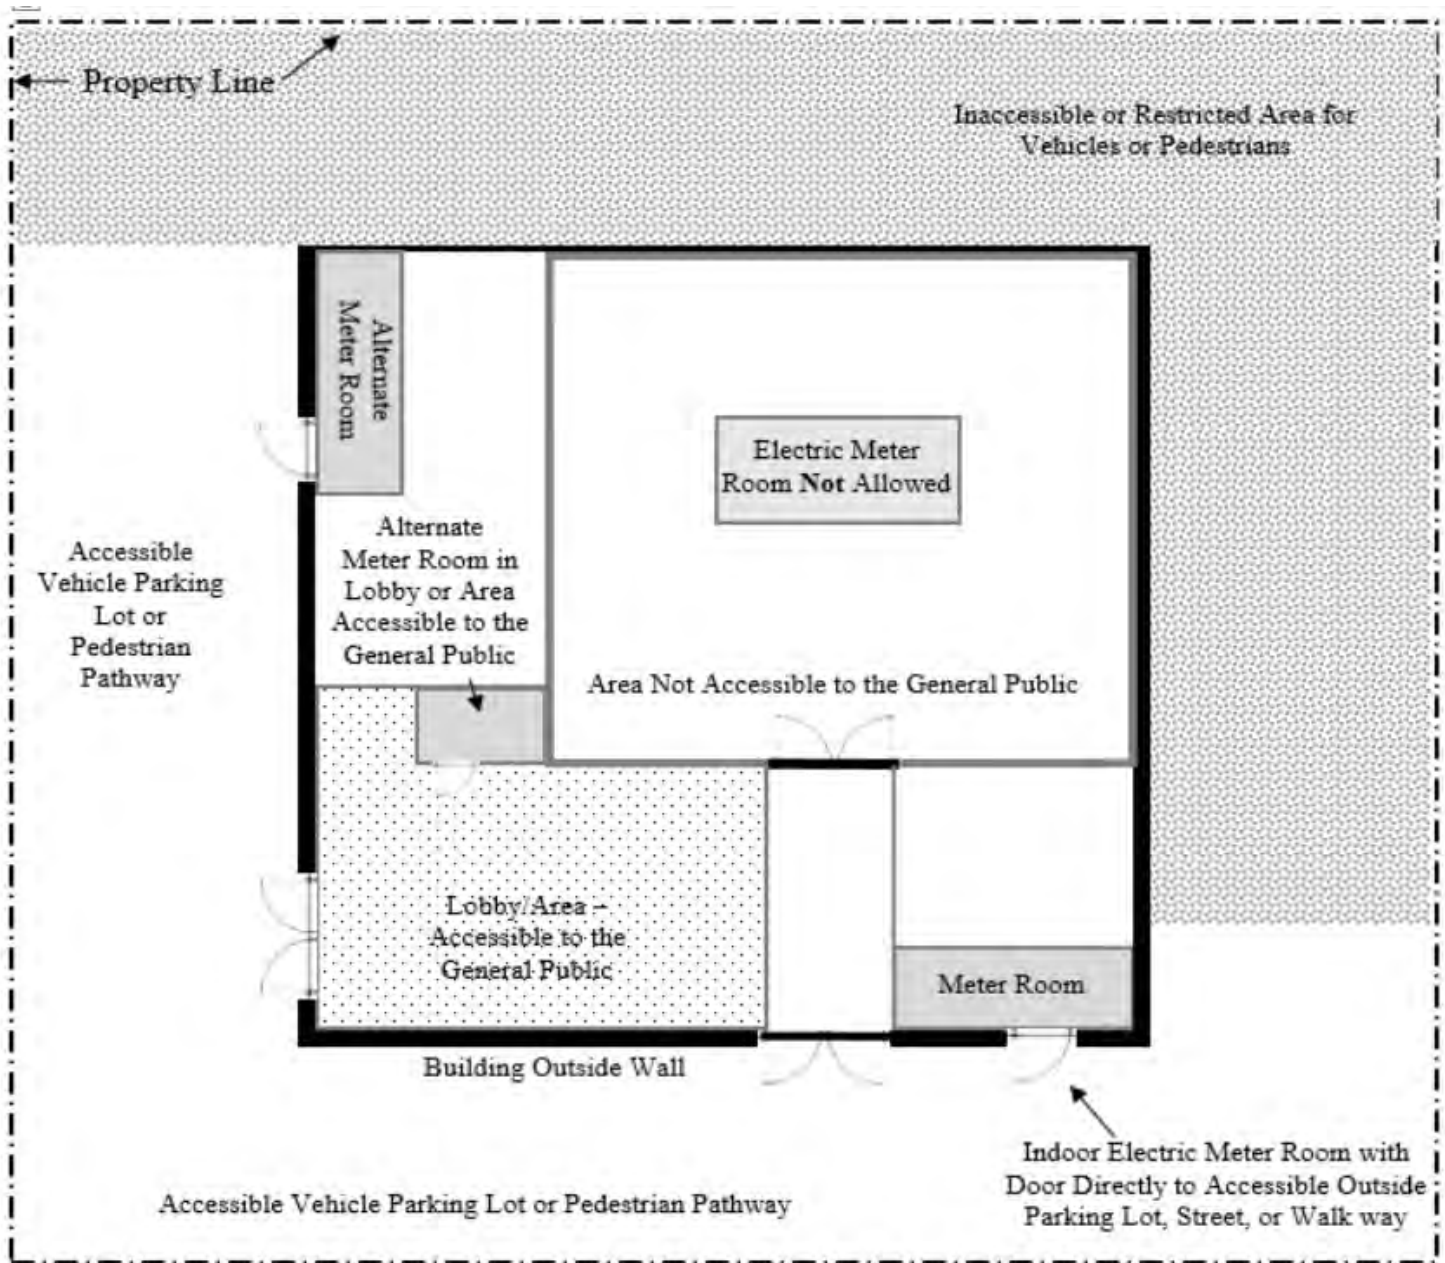 Property Line
Inaccessible or Restricted Area for
Vehicles or Pedestrians
Alternate
Meter Room
Electric Meter
Room Not Allowed
Alternate
Meter Room in
Lobby or Area
Accessible to the
General Public
Accessible
Vehicle Parking
Lot or
Pedestrian
Pathway
Area Not Accessible to the General Public
Lobby/Area –
Accessible to the
General Public
Meter Room
Building Outside Wall
Indoor Electric Meter Room with
Door Directly to Accessible Outside
Parking Lot, Street, or Walk way
Accessible Vehicle Parking Lot or Pedestrian Pathway